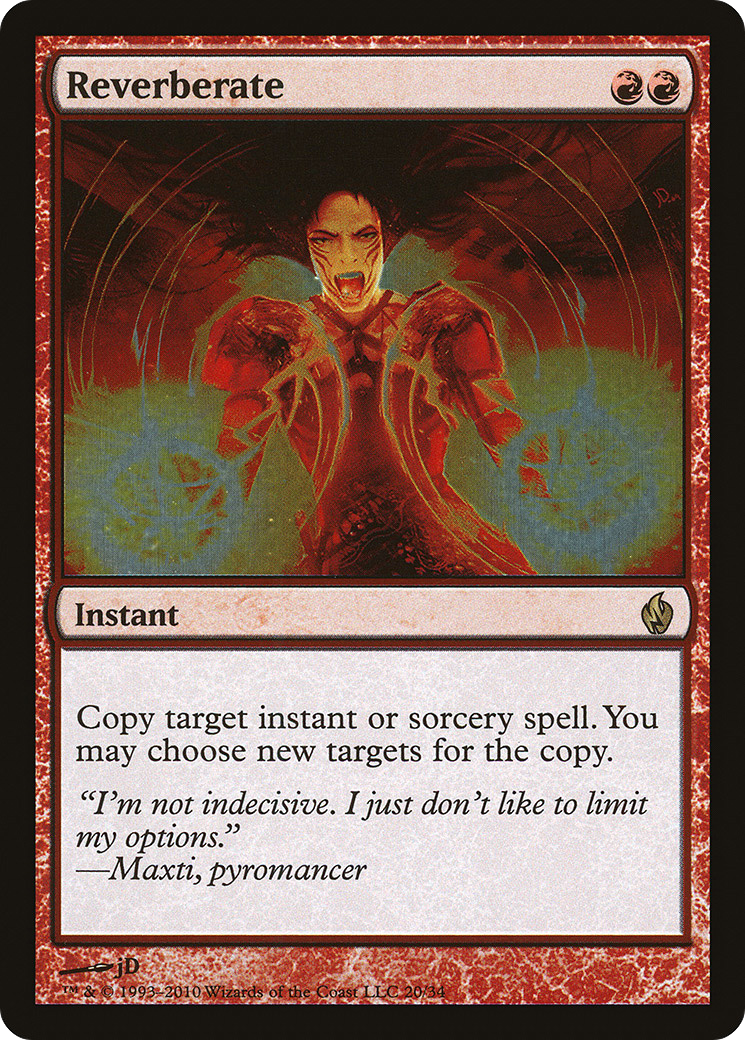 Reverberate
JD.09
Instant
Copy target instant or sorcery spell. You
may choose new targets for the copy.
“I’m not indecisive. I just don’t like to limit
my options.”
—Maxti, pyromancer
jD
™ & © 1993–2010 Wizards of the Coast LLC 20/34